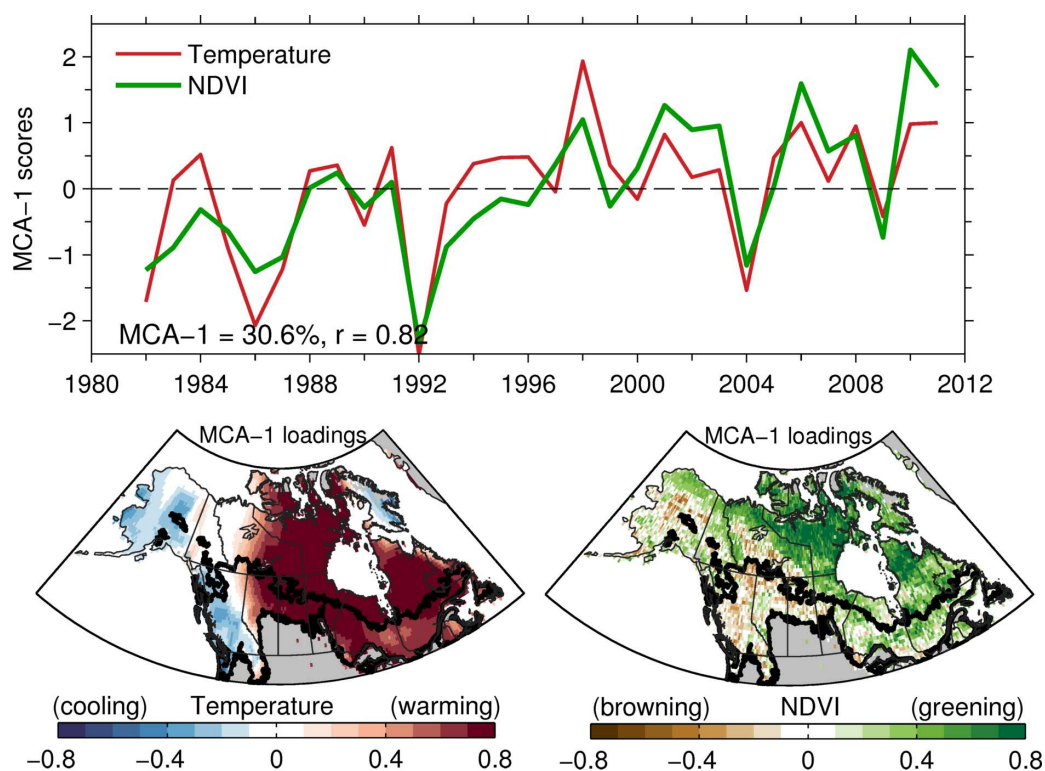 MCA−1 scores
2
1
0
−1
−2
Temperature
NDVI
MCA−1 = 30.6%, r = 0.82
1980 1984 1988 1992 1996 2000 2004 2008 2012
MCA−1 loadings
(cooling) Temperature (warming)
−0.8 −0.4 0 0.4 0.8
MCA−1 loadings
(browning) NDVI (greening)
−0.8 −0.4 0 0.4 0.8